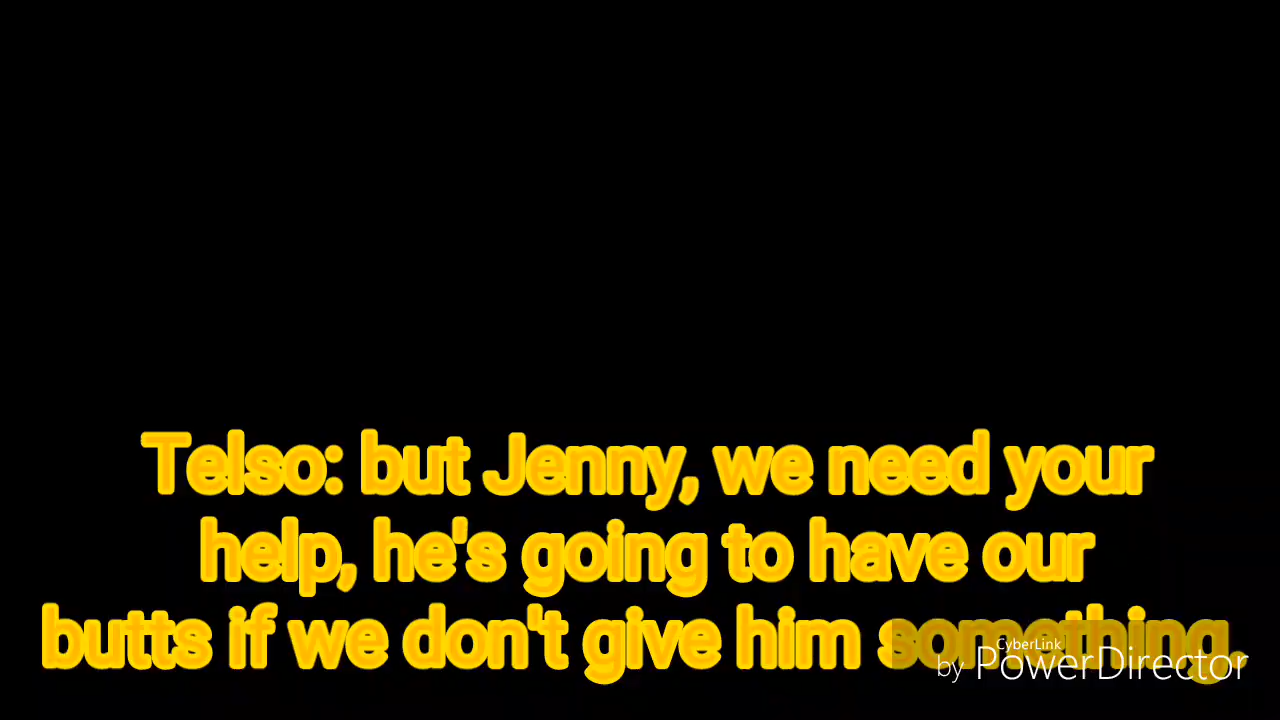 Telso: but Jenny, we need your
help, he's going to have our
butts if we don't give him something.
CyberLink
by PowerDirector